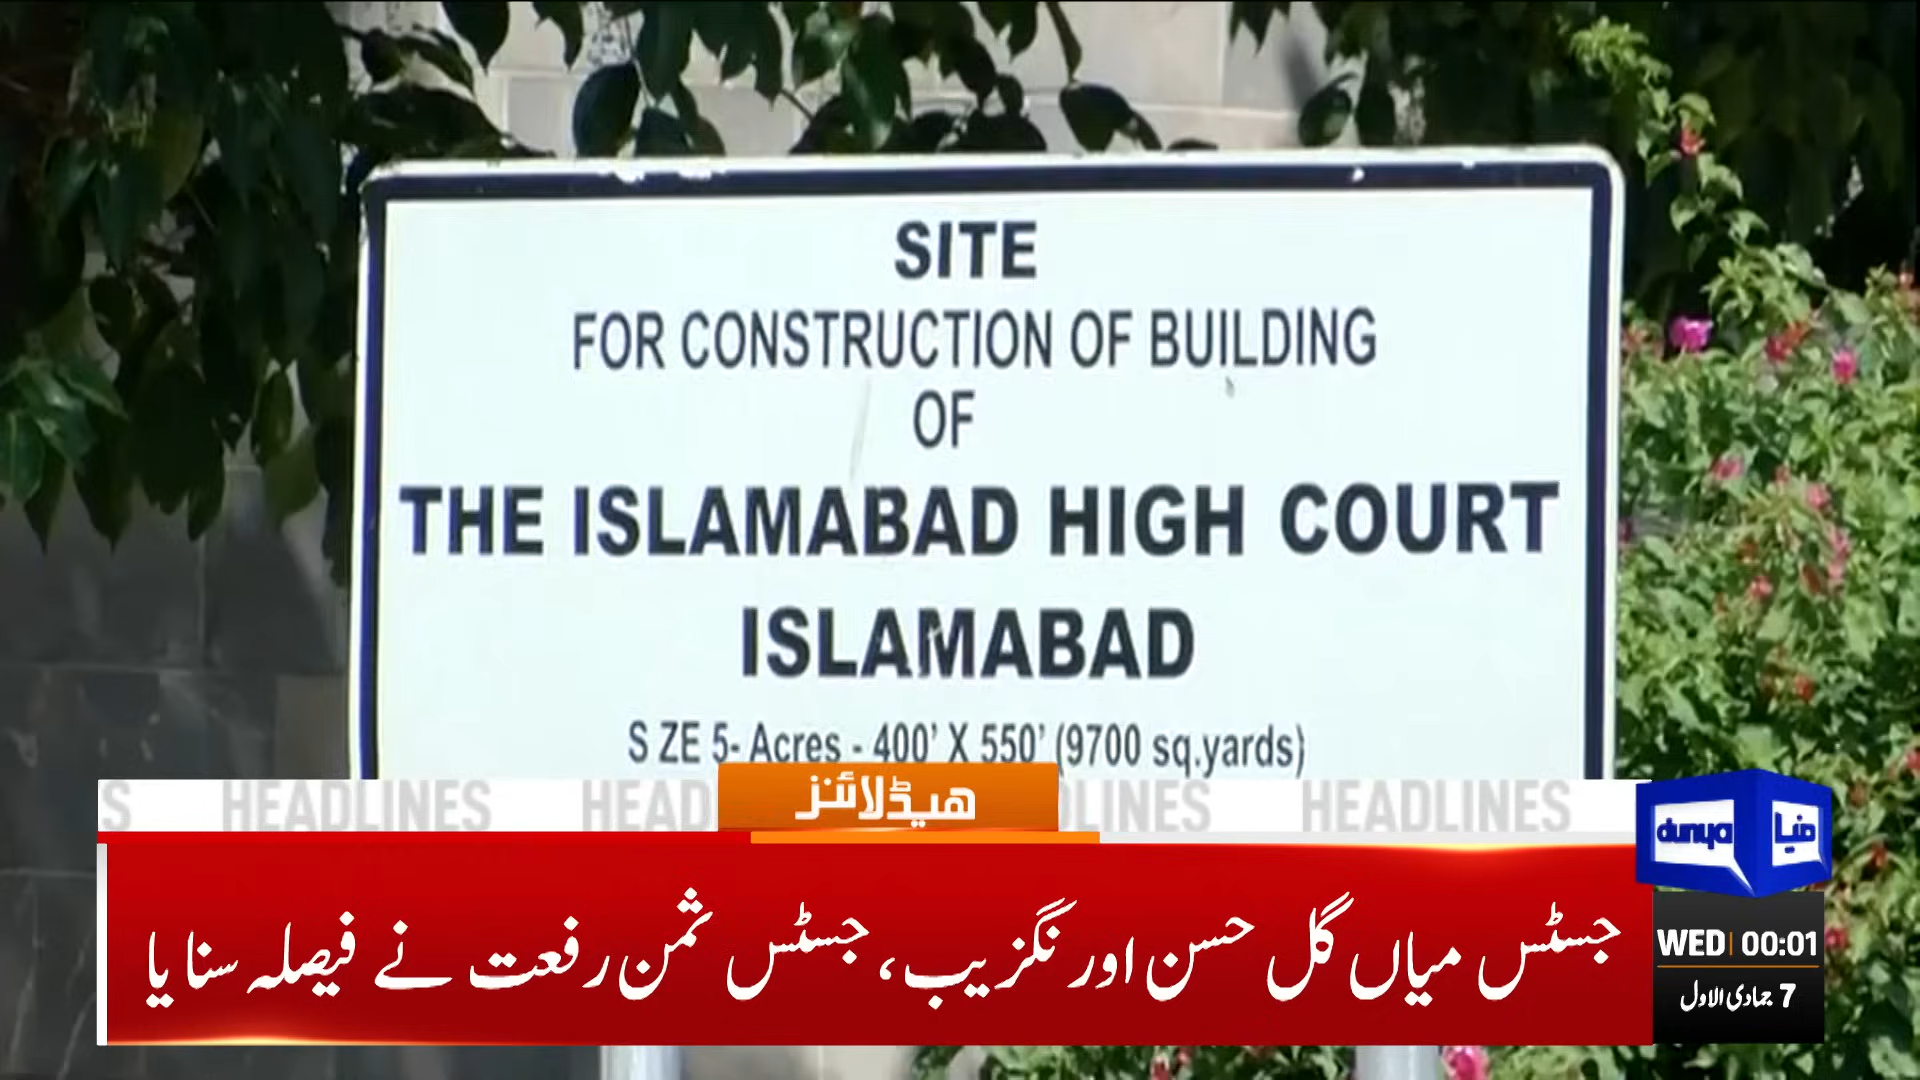 SITE
FOR CONSTRUCTION OF BUILDING
OF
THE ISLAMABAD HIGH COURT
ISLAMABAD
S ZE 5- Acres - 400' X 550' (9700 sq.yards)
S HEADLINES HEAD DLINES HEADLINES
ہیڈلائنز
dunya دنیا
جسٹس میاں گل حسن اورنگزیب، جسٹس ثمن رفعت نے فیصلہ سنایا
WED 00:01
7 جمادی الاول